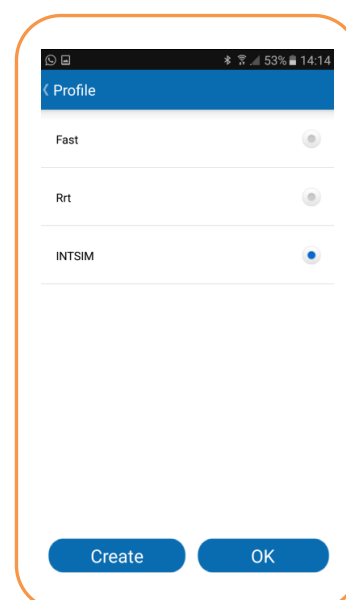 53% 14:14
Profile
Fast
Rrt
INTSIM
Create OK